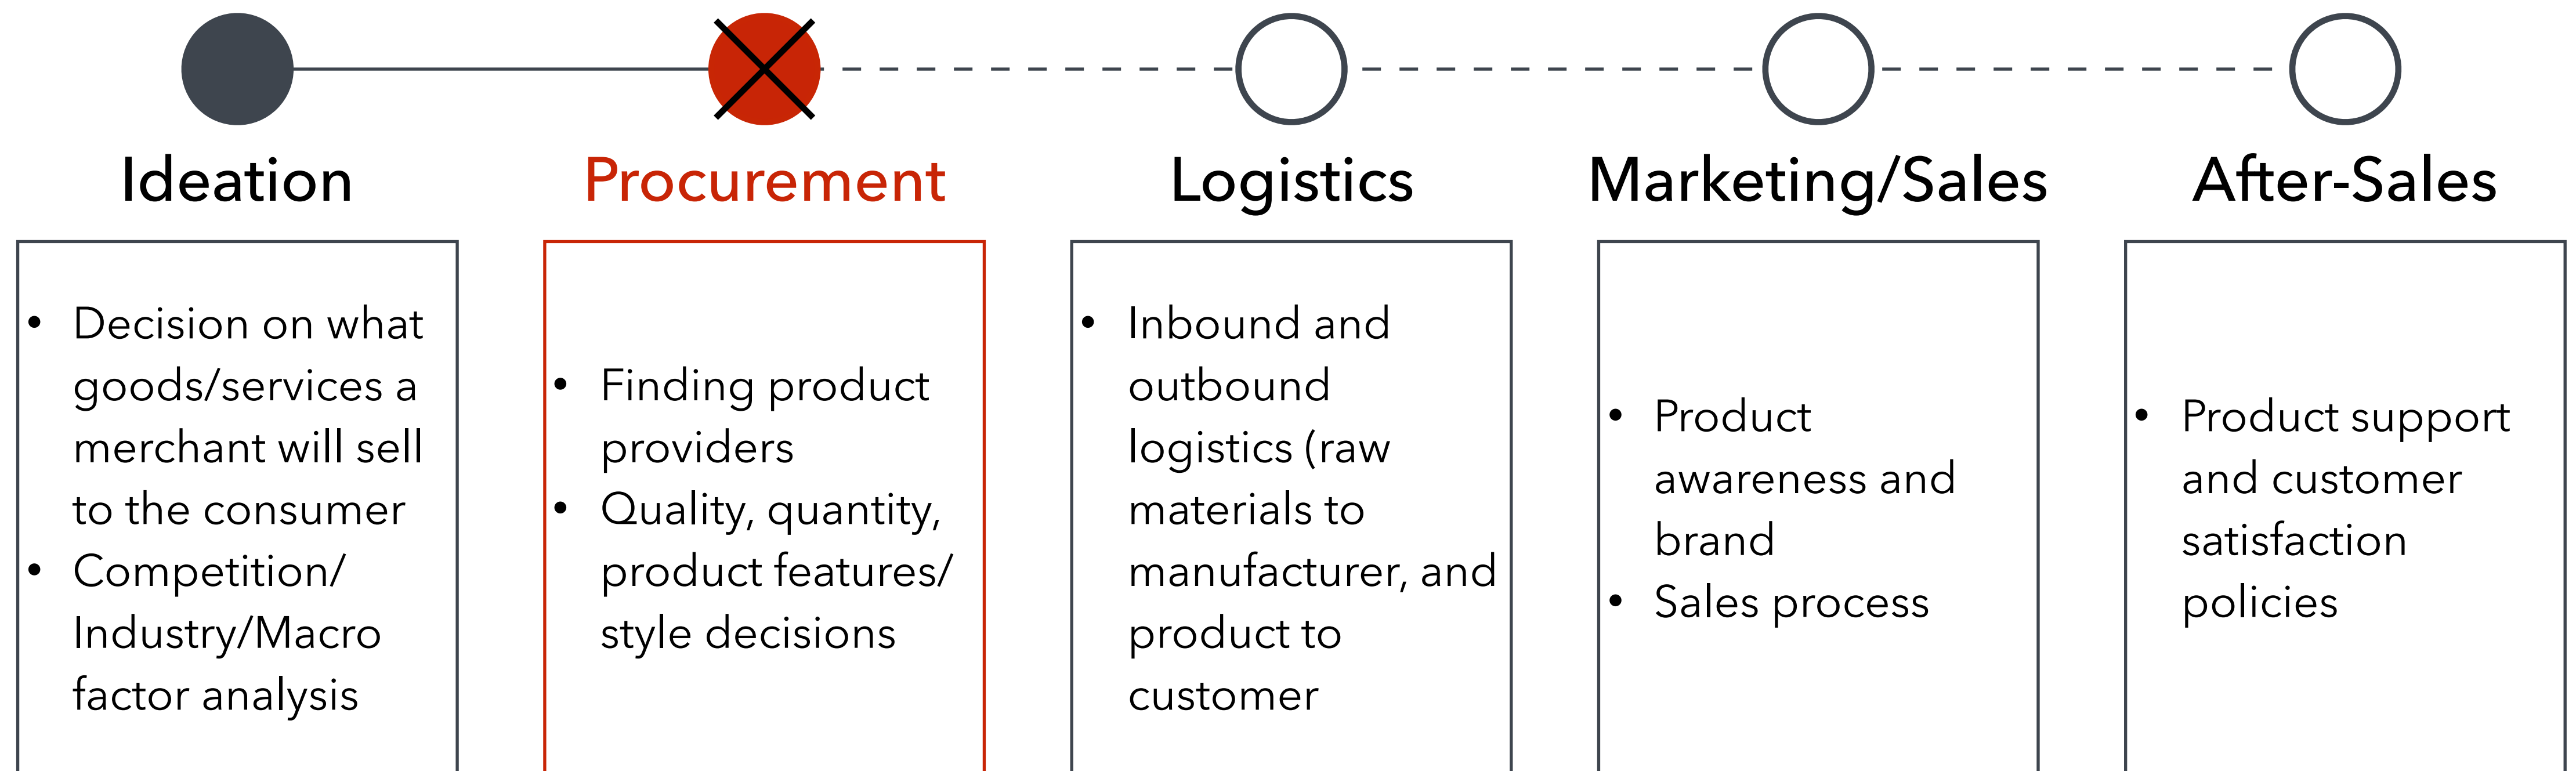 Ideation
Procurement
Logistics
Marketing/Sales
After-Sales
• Decision on what
goods/services a
merchant will sell
to the consumer
• Competition/
Industry/Macro
factor analysis
• Finding product
providers
• Quality, quantity,
product features/
style decisions
• Inbound and
outbound
logistics (raw
materials to
manufacturer, and
product to
customer
• Product
awareness and
brand
• Sales process
• Product support
and customer
satisfaction
policies